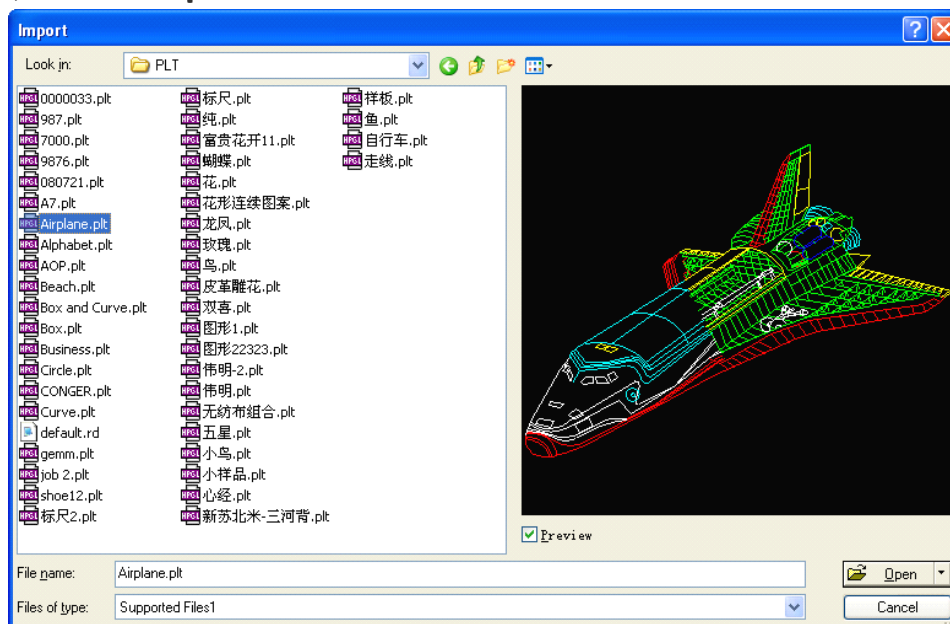 Import
Look in:
PLT
0000033.plt
987.plt
7000.plt
9876.plt
080721.plt
A7.plt
Airplane.plt
Alphabet.plt
AOP.plt
Beach.plt
Box and Curve.plt
Box.plt
Business.plt
Circle.plt
CONGER.plt
Curve.plt
default.rd
gemm.plt
job 2.plt
shoe12.plt
标尺2.plt
标尺.plt
纯.plt
富贵花开11.plt
蝴蝶.plt
花.plt
花形连续图案.plt
龙凤.plt
玫瑰.plt
鸟.plt
皮革雕花.plt
双喜.plt
图形1.plt
图形22323.plt
伟明-2.plt
伟明.plt
无纺布组合.plt
五星.plt
小鸟.plt
小样品.plt
心经.plt
新苏北米-三河背.plt
样板.plt
鱼.plt
自行车.plt
走线.plt
Preview
File name:
Airplane.plt
Open
Files of type:
Supported Files1
Cancel